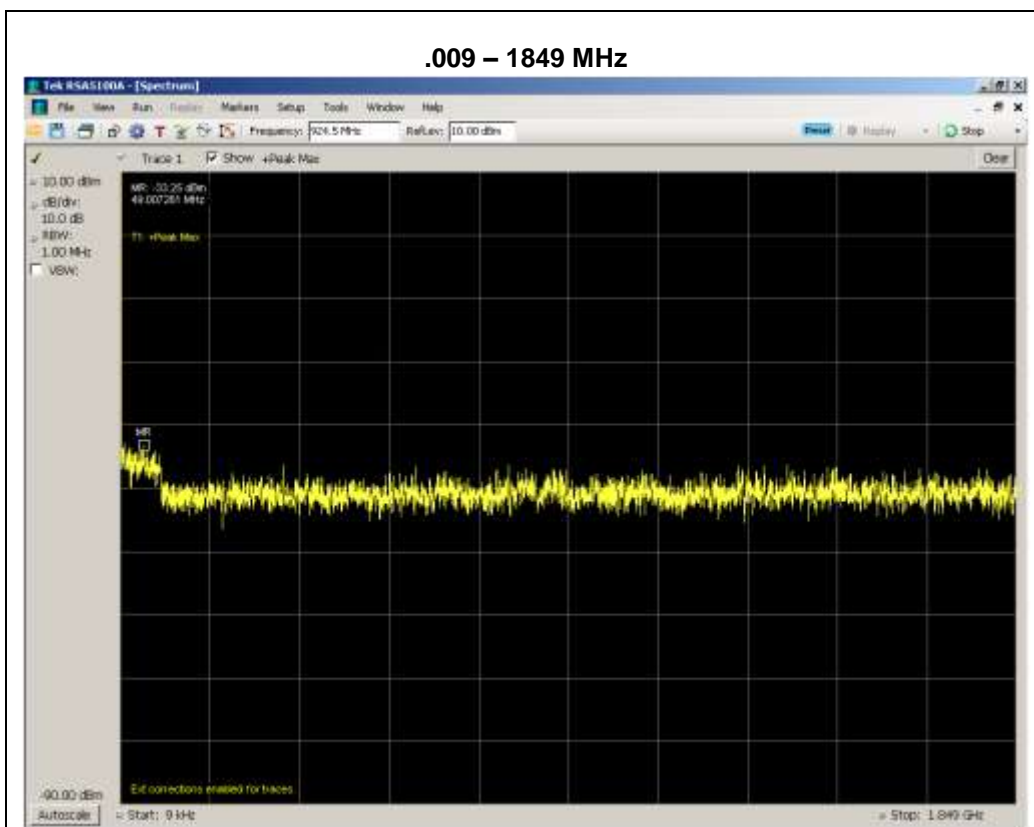 .009 – 1849 MHz
Tek RSA5100A - [Spectrum]
File View Run Replay Markers Setup Tools Window Help
Frequency: 924.5 MHz RefLev: 10.00 dBm Preset Replay Stop
Trace 1 Show +Peak Max Clear
10.00 dBm
dB/div:
10.0 dB
RBW:
1.00 MHz
VBW:
MR: -33.25 dBm
49.007261 MHz
T1: +Peak Max
MR
Ext corrections enabled for traces
-90.00 dBm
Autoscale Start: 9 kHz Stop: 1.849 GHz